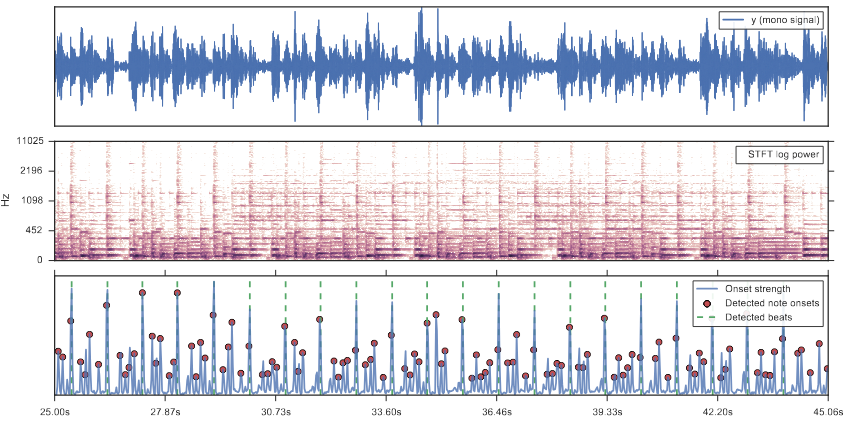 y (mono signal)
11025
2196
1098
452
0
Hz
STFT log power
Onset strength
Detected note onsets
Detected beats
25.00s
27.87s
30.73s
33.60s
36.46s
39.33s
42.20s
45.06s